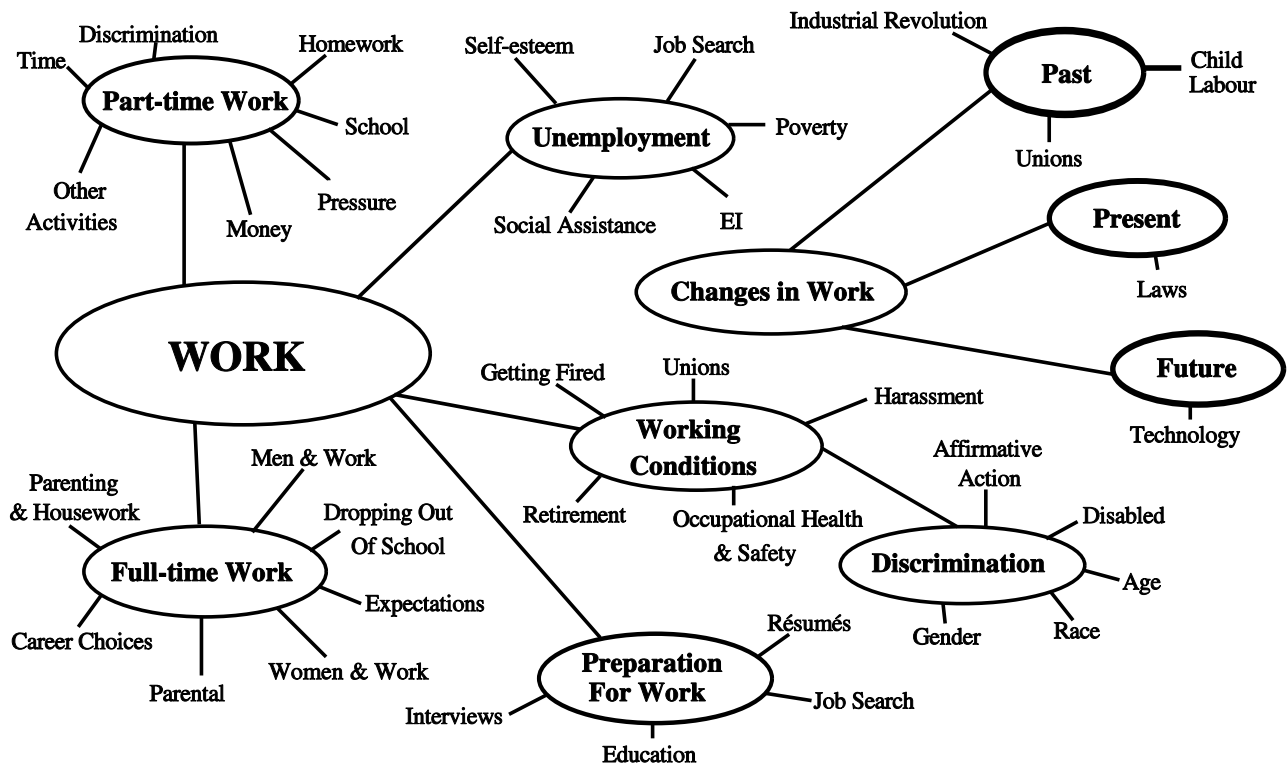 Discrimination
Time
Homework
Part-time Work
School
Other
Activities
Money
Pressure
Self-esteem
Job Search
Unemployment
Poverty
Social Assistance
EI
Industrial Revolution
Past
Child
Labour
Unions
Present
Laws
Changes in Work
Future
Technology
WORK
Getting Fired
Unions
Harassment
Working
Conditions
Retirement
Occupational Health
& Safety
Affirmative
Action
Disabled
Discrimination
Age
Gender
Race
Men & Work
Parenting
& Housework
Dropping Out
Of School
Full-time Work
Expectations
Career Choices
Women & Work
Parental
Résumés
Preparation
For Work
Job Search
Interviews
Education